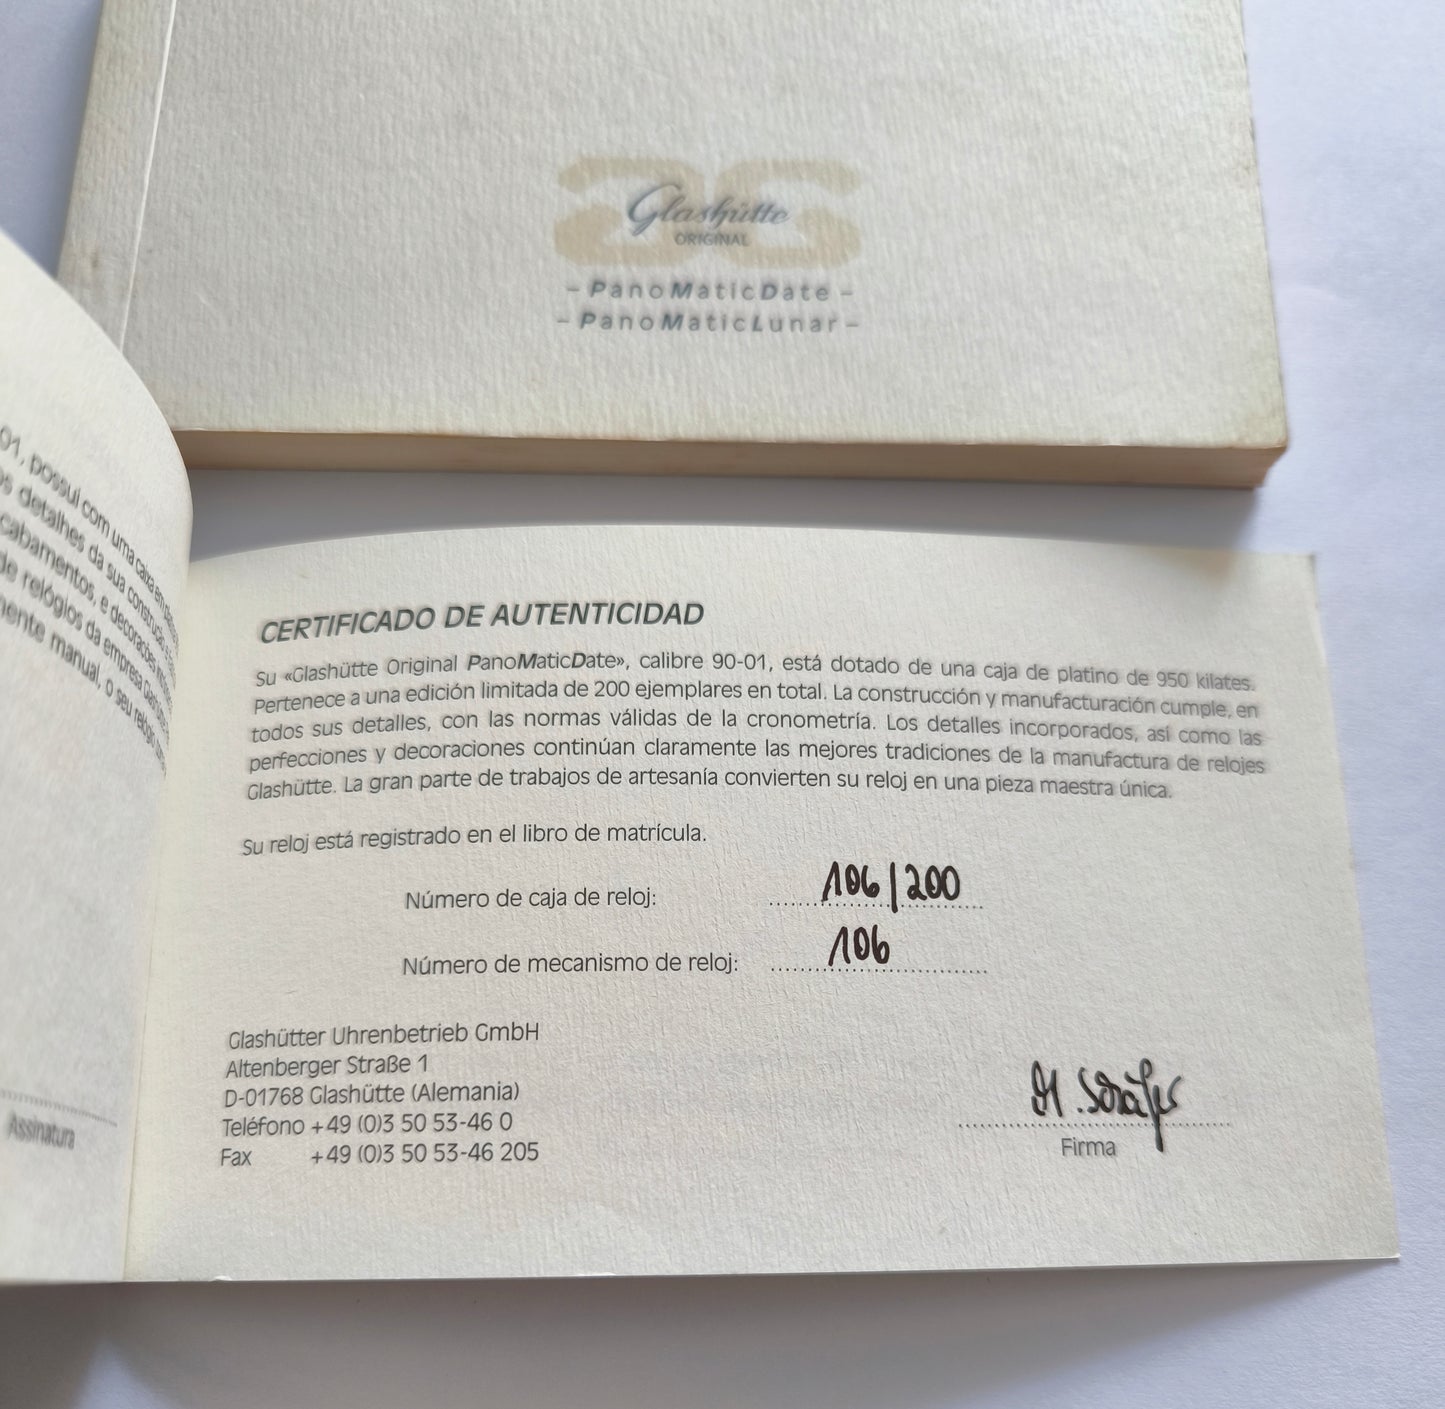 Glashütte
ORIGINAL
– PanoMaticDate –
– PanoMaticLunar –
01, possui com uma caixa em
os detalhes da sua construção
cabamentos, e decorações
de relógios da empresa
mente manual, o seu relógio
Assinatura
CERTIFICADO DE AUTENTICIDAD
Su «Glashütte Original PanoMaticDate», calibre 90-01, está dotado de una caja de platino de 950 kilates.
Pertenece a una edición limitada de 200 ejemplares en total. La construcción y manufacturación cumple, en
todos sus detalles, con las normas válidas de la cronometría. Los detalles incorporados, así como las
perfecciones y decoraciones continúan claramente las mejores tradiciones de la manufactura de relojes
Glashütte. La gran parte de trabajos de artesanía convierten su reloj en una pieza maestra única.
Su reloj está registrado en el libro de matrícula.
Número de caja de reloj: 106/200
Número de mecanismo de reloj: 106
Glashütter Uhrenbetrieb GmbH
Altenberger Straße 1
D-01768 Glashütte (Alemania)
Teléfono +49 (0)3 50 53-46 0
Fax +49 (0)3 50 53-46 205
Firma